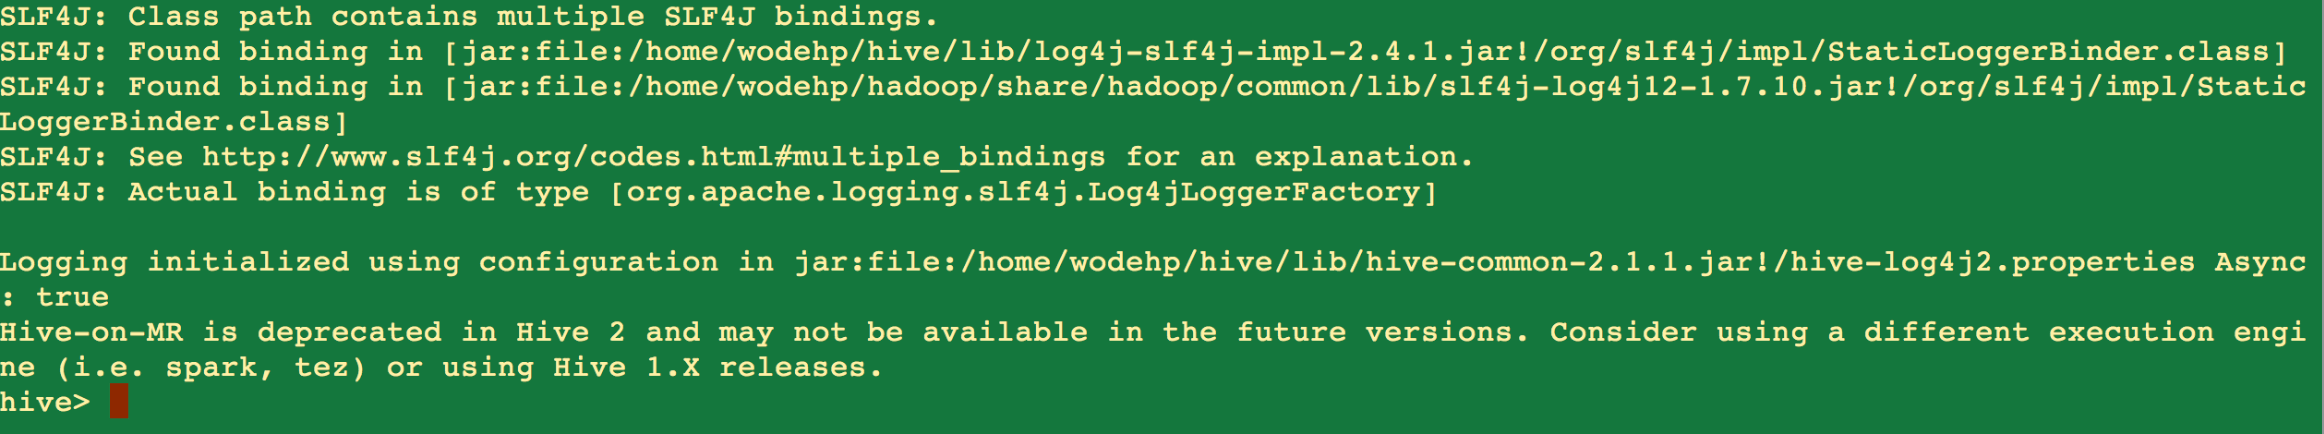 SLF4J: Class path contains multiple SLF4J bindings.
SLF4J: Found binding in [jar:file:/home/wodehp/hive/lib/log4j-slf4j-impl-2.4.1.jar!/org/slf4j/impl/StaticLoggerBinder.class]
SLF4J: Found binding in [jar:file:/home/wodehp/hadoop/share/hadoop/common/lib/slf4j-log4j12-1.7.10.jar!/org/slf4j/impl/Static
LoggerBinder.class]
SLF4J: See http://www.slf4j.org/codes.html#multiple_bindings for an explanation.
SLF4J: Actual binding is of type [org.apache.logging.slf4j.Log4jLoggerFactory]
Logging initialized using configuration in jar:file:/home/wodehp/hive/lib/hive-common-2.1.1.jar!/hive-log4j2.properties Async
: true
Hive-on-MR is deprecated in Hive 2 and may not be available in the future versions. Consider using a different execution engi
ne (i.e. spark, tez) or using Hive 1.X releases.
hive>